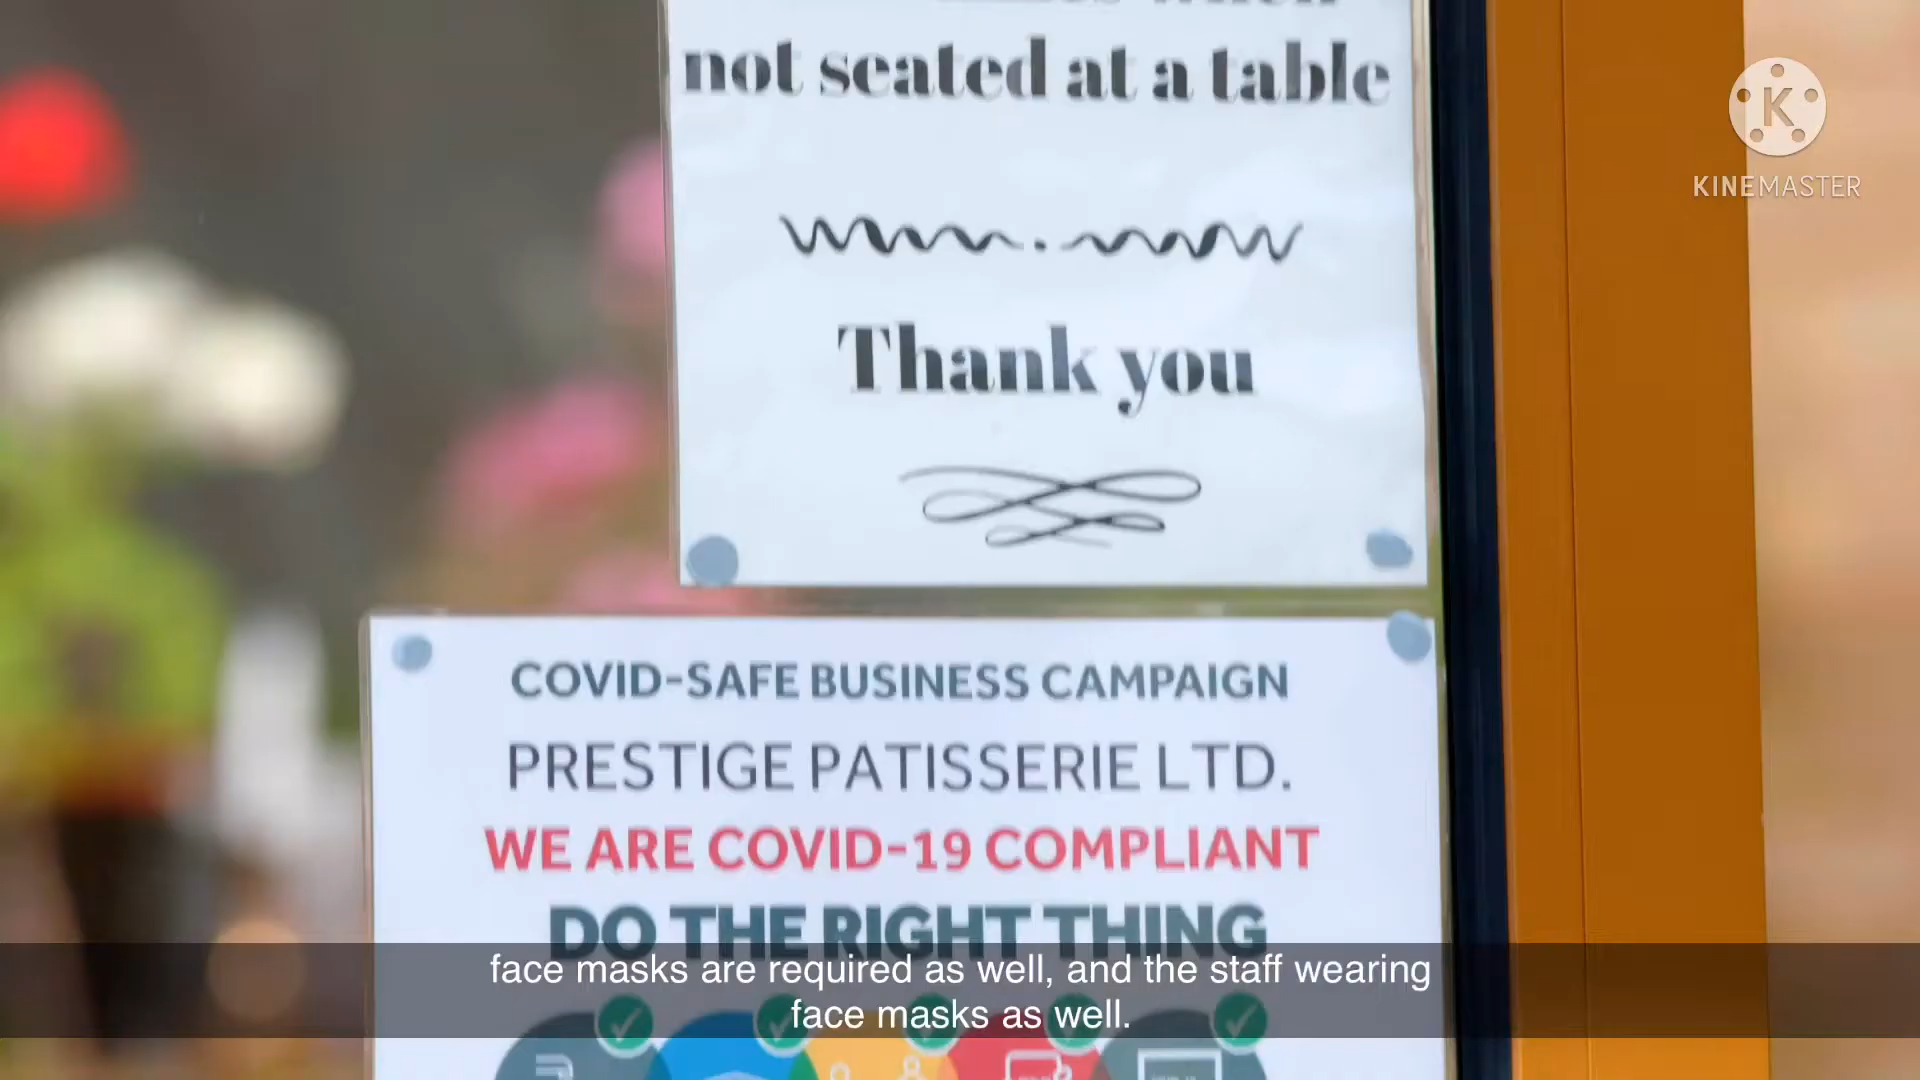 not seated at a table
Thank you
K
KINEMASTER
COVID-SAFE BUSINESS CAMPAIGN
PRESTIGE PATISSERIE LTD.
WE ARE COVID-19 COMPLIANT
DO THE RIGHT THING
face masks are required as well, and the staff wearing
face masks as well.